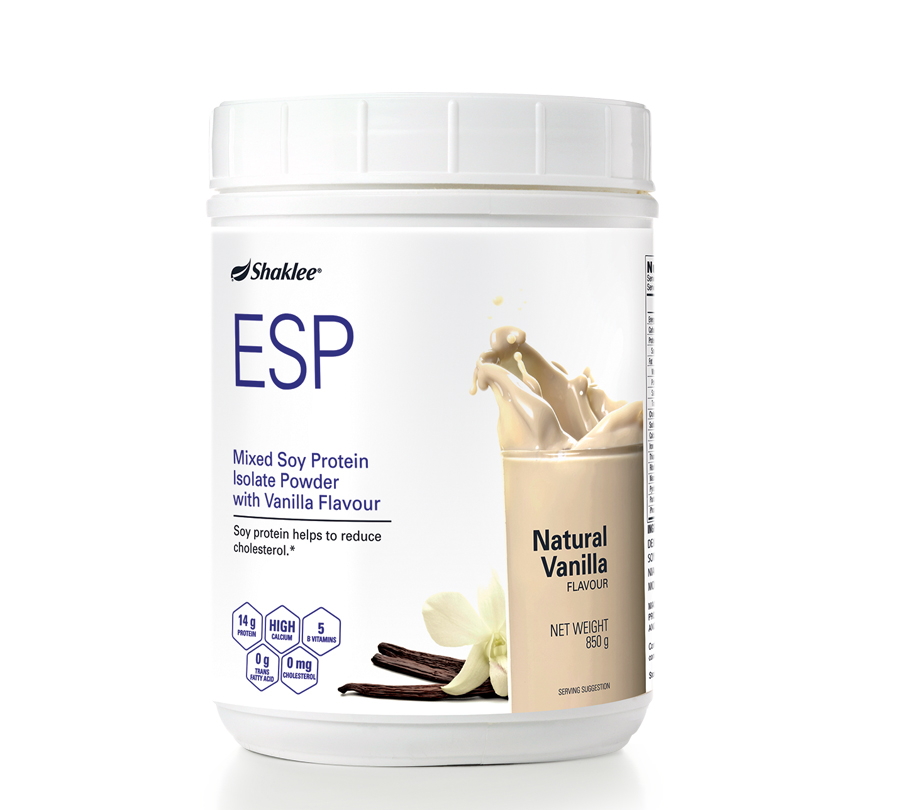 Shaklee®
ESP
Mixed Soy Protein
Isolate Powder
with Vanilla Flavour
Soy protein helps to reduce
cholesterol.*
14 g
PROTEIN
HIGH
CALCIUM
5
B VITAMINS
0 g
TRANS
FATTY ACID
0 mg
CHOLESTEROL
Natural
Vanilla
FLAVOUR
NET WEIGHT
850 g
SERVING SUGGESTION